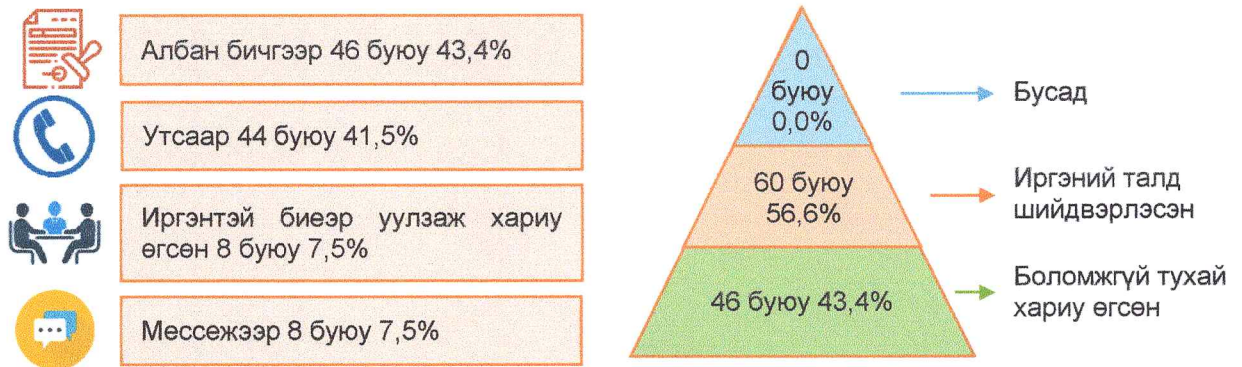 Албан бичгээр 46 буюу 43,4%
Утсаар 44 буюу 41,5%
Иргэнтэй биеэр уулзаж хариу
өгсөн 8 буюу 7,5%
Мессежээр 8 буюу 7,5%
0
буюу
0,0%
Бусад
60 буюу
56,6%
Иргэний талд
шийдвэрлэсэн
46 буюу 43,4%
Боломжгүй тухай
хариу өгсөн